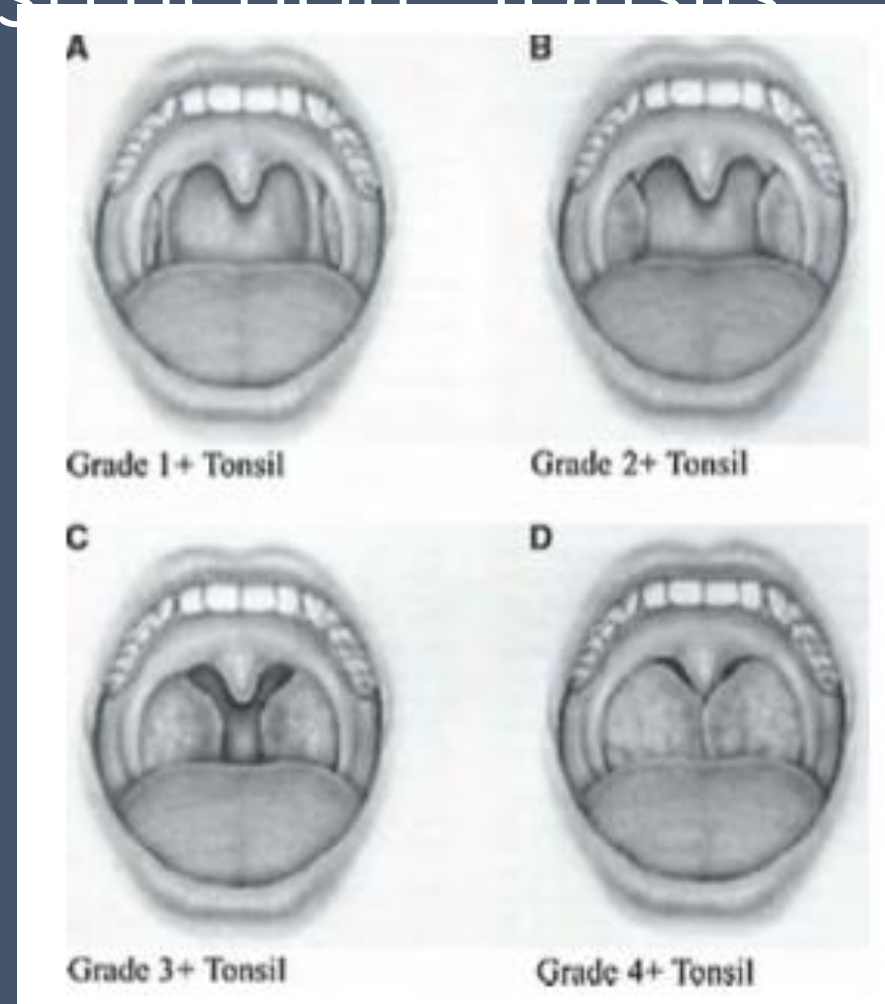 A
B
Grade 1+ Tonsil
Grade 2+ Tonsil
C
D
Grade 3+ Tonsil
Grade 4+ Tonsil